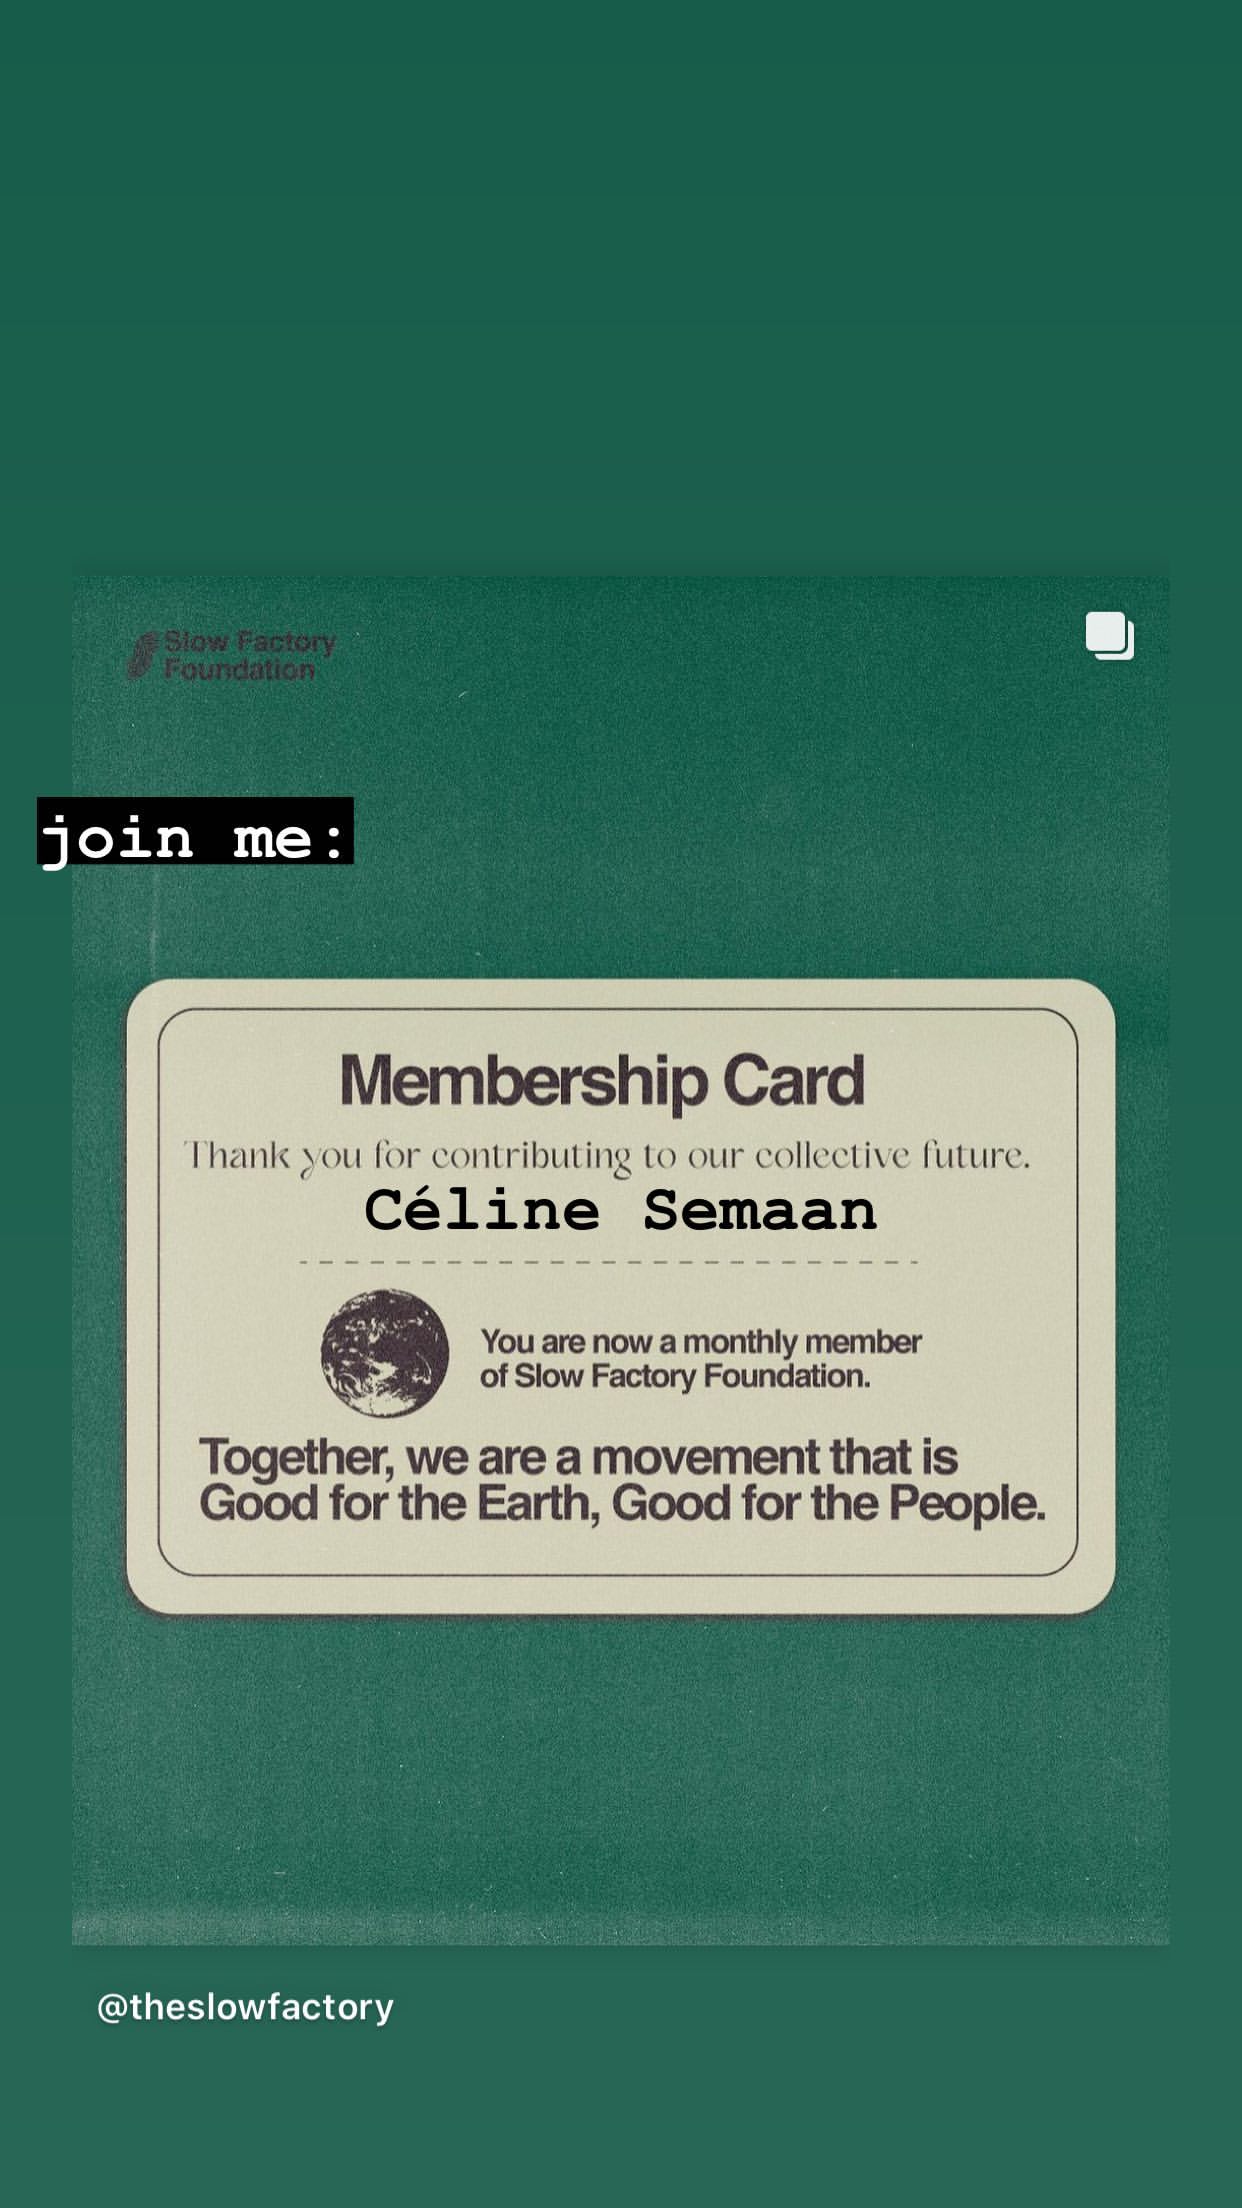 Slow Factory
Foundation
join me:
Membership Card
Thank you for contributing to our collective future.
Céline Semaan
You are now a monthly member
of Slow Factory Foundation.
Together, we are a movement that is
Good for the Earth, Good for the People.
@theslowfactory